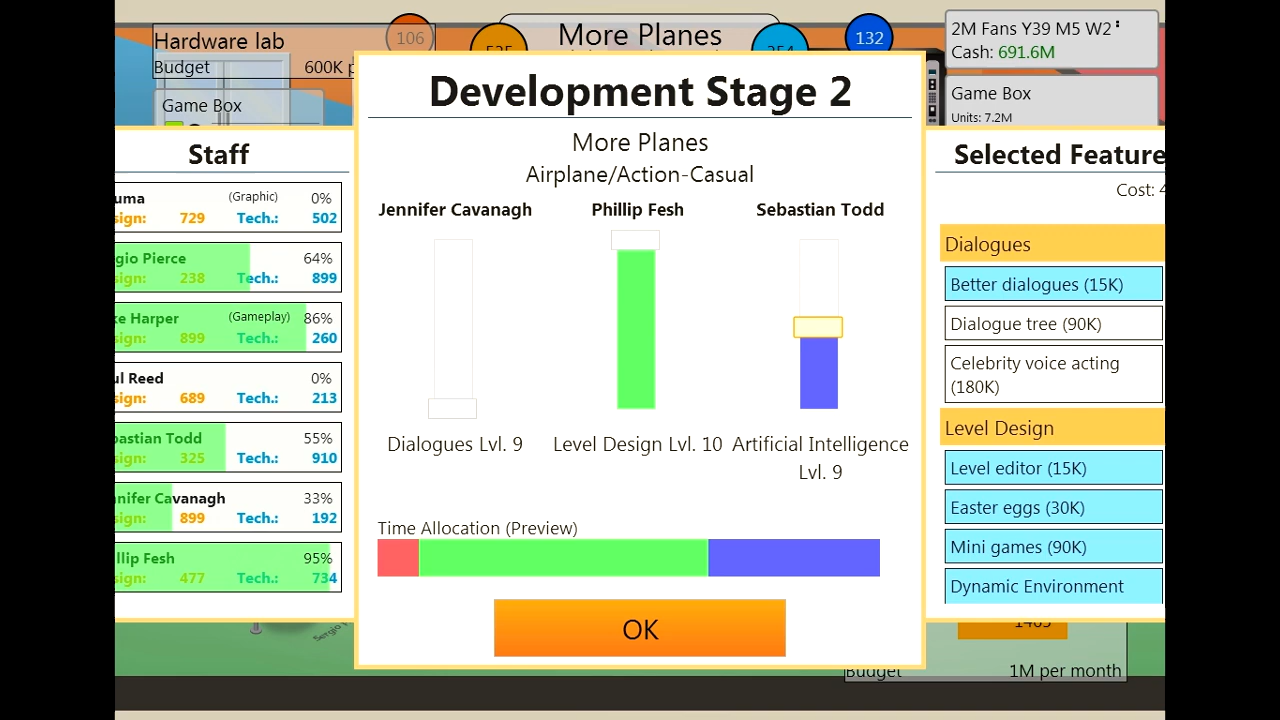 Hardware lab
Budget 600K p
Game Box
106
More Planes
132
2M Fans Y39 M5 W2
Cash: 691.6M
Game Box
Units: 7.2M
Staff
uma (Graphic) 0%
sign: 729 Tech.: 502
gio Pierce 64%
sign: 238 Tech.: 899
ke Harper (Gameplay) 86%
sign: 899 Tech.: 260
ul Reed 0%
sign: 689 Tech.: 213
bastian Todd 55%
sign: 325 Tech.: 910
nnifer Cavanagh 33%
sign: 899 Tech.: 192
llip Fesh 95%
sign: 477 Tech.: 734
Development Stage 2
More Planes
Airplane/Action-Casual
Jennifer Cavanagh Phillip Fesh Sebastian Todd
Dialogues Lvl. 9 Level Design Lvl. 10 Artificial Intelligence
Lvl. 9
Time Allocation (Preview)
OK
Selected Feature
Cost: 4
Dialogues
Better dialogues (15K)
Dialogue tree (90K)
Celebrity voice acting
(180K)
Level Design
Level editor (15K)
Easter eggs (30K)
Mini games (90K)
Dynamic Environment
Sergio
Budget 1M per month